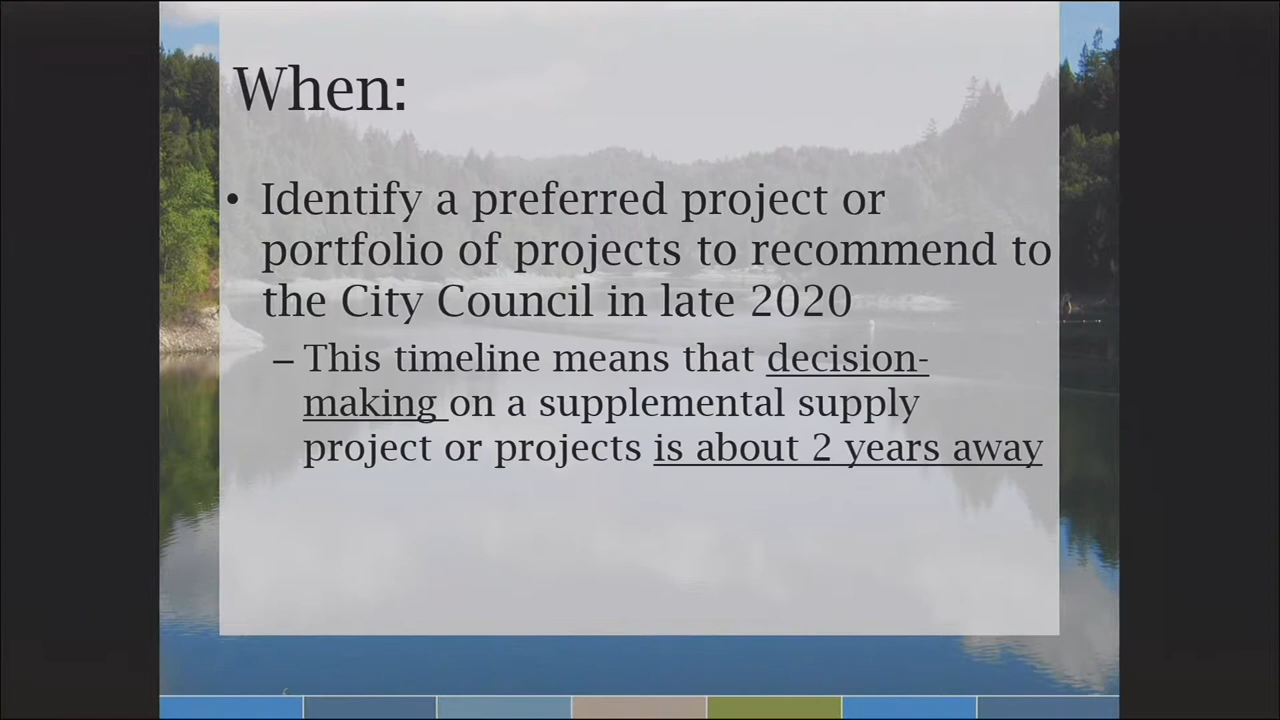 When:
• Identify a preferred project or
portfolio of projects to recommend to
the City Council in late 2020
– This timeline means that decision-
making on a supplemental supply
project or projects is about 2 years away